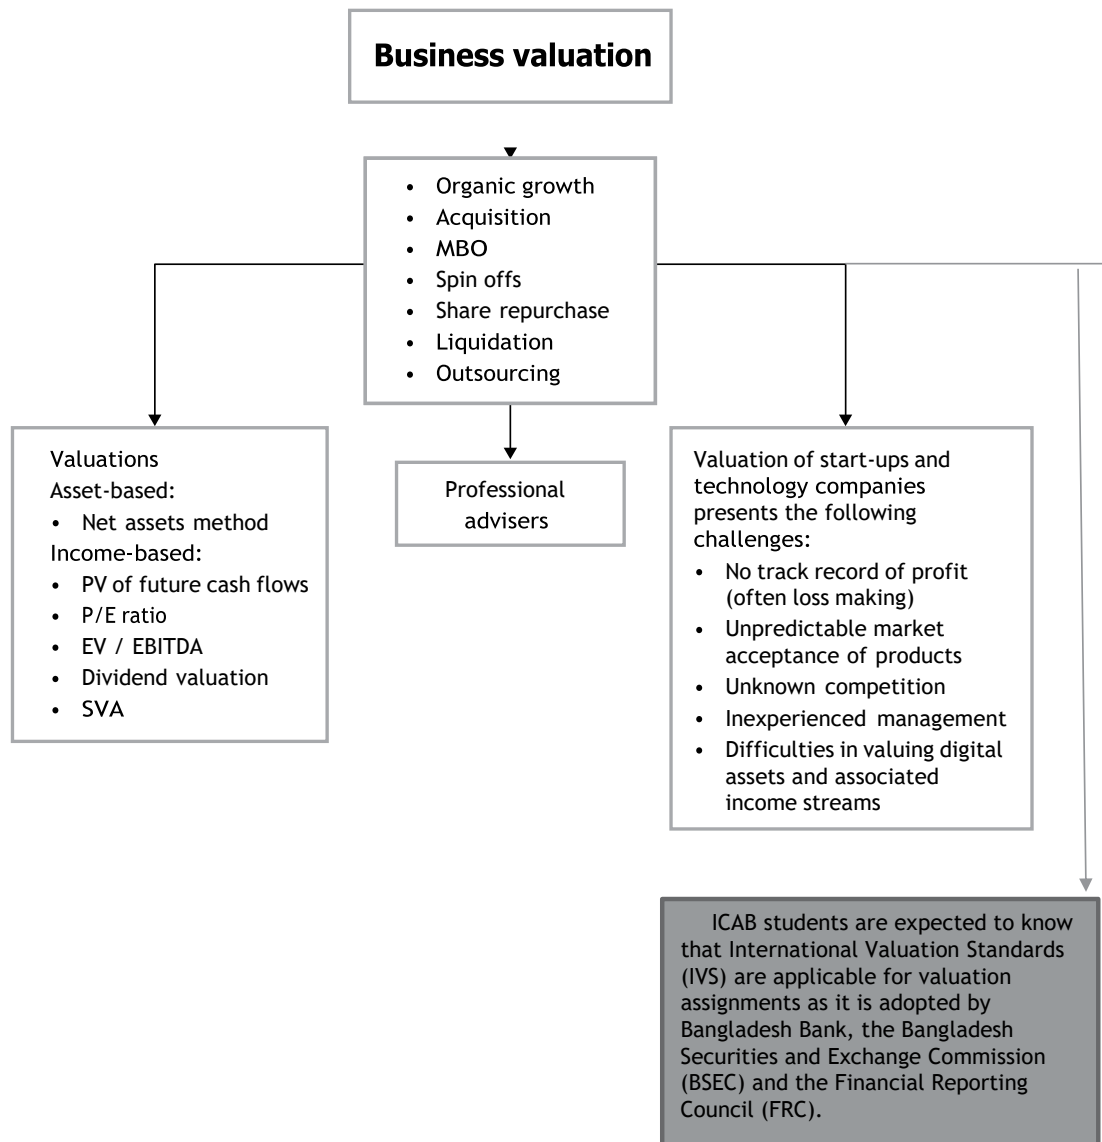 Business valuation
• Organic growth
• Acquisition
• MBO
• Spin offs
• Share repurchase
• Liquidation
• Outsourcing
Valuations
Asset-based:
• Net assets method
Income-based:
• PV of future cash flows
• P/E ratio
• EV / EBITDA
• Dividend valuation
• SVA
Professional
advisers
Valuation of start-ups and
technology companies
presents the following
challenges:
• No track record of profit
(often loss making)
• Unpredictable market
acceptance of products
• Unknown competition
• Inexperienced management
• Difficulties in valuing digital
assets and associated
income streams
ICAB students are expected to know
that International Valuation Standards
(IVS) are applicable for valuation
assignments as it is adopted by
Bangladesh Bank, the Bangladesh
Securities and Exchange Commission
(BSEC) and the Financial Reporting
Council (FRC).